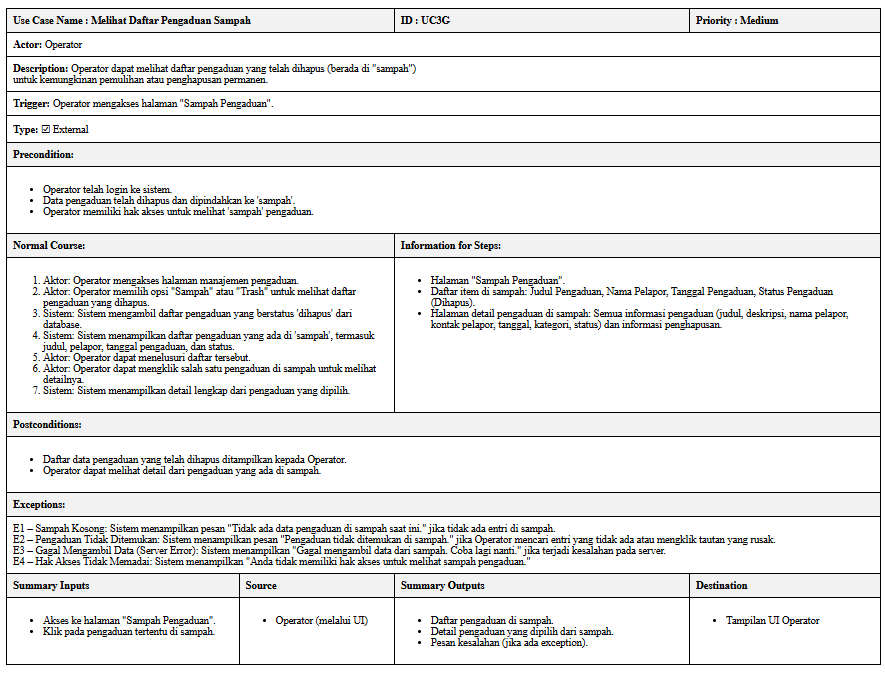 Use Case Name : Melihat Daftar Pengaduan Sampah
ID : UC3G
Priority : Medium
Actor: Operator
Description: Operator dapat melihat daftar pengaduan yang telah dihapus (berada di "sampah")
untuk kemungkinan pemulihan atau penghapusan permanen.
Trigger: Operator mengakses halaman "Sampah Pengaduan".
Type: ☑ External
Precondition:
• Operator telah login ke sistem.
• Data pengaduan telah dihapus dan dipindahkan ke 'sampah'.
• Operator memiliki hak akses untuk melihat 'sampah' pengaduan.
Normal Course:
1. Aktor: Operator mengakses halaman manajemen pengaduan.
2. Aktor: Operator memilih opsi "Sampah" atau "Trash" untuk melihat daftar
pengaduan yang dihapus.
3. Sistem: Sistem mengambil daftar pengaduan yang berstatus 'dihapus' dari
database.
4. Sistem: Sistem menampilkan daftar pengaduan yang ada di 'sampah', termasuk
judul, pelapor, tanggal pengaduan, dan status.
5. Aktor: Operator dapat menelusuri daftar tersebut.
6. Aktor: Operator dapat mengklik salah satu pengaduan di sampah untuk melihat
detailnya.
7. Sistem: Sistem menampilkan detail lengkap dari pengaduan yang dipilih.
Information for Steps:
• Halaman "Sampah Pengaduan".
• Daftar item di sampah: Judul Pengaduan, Nama Pelapor, Tanggal Pengaduan, Status Pengaduan
(Dihapus).
• Halaman detail pengaduan di sampah: Semua informasi pengaduan (judul, deskripsi, nama pelapor,
kontak pelapor, tanggal, kategori, status) dan informasi penghapusan.
Postconditions:
• Daftar data pengaduan yang telah dihapus ditampilkan kepada Operator.
• Operator dapat melihat detail dari pengaduan yang ada di sampah.
Exceptions:
E1 – Sampah Kosong: Sistem menampilkan pesan "Tidak ada data pengaduan di sampah saat ini." jika tidak ada entri di sampah.
E2 – Pengaduan Tidak Ditemukan: Sistem menampilkan pesan "Pengaduan tidak ditemukan di sampah." jika Operator mencari entri yang tidak ada atau mengklik tautan yang rusak.
E3 – Gagal Mengambil Data (Server Error): Sistem menampilkan "Gagal mengambil data dari sampah. Coba lagi nanti." jika terjadi kesalahan pada server.
E4 – Hak Akses Tidak Memadai: Sistem menampilkan "Anda tidak memiliki hak akses untuk melihat sampah pengaduan."
Summary Inputs
• Akses ke halaman "Sampah Pengaduan".
• Klik pada pengaduan tertentu di sampah.
Source
• Operator (melalui UI)
Summary Outputs
• Daftar pengaduan di sampah.
• Detail pengaduan yang dipilih dari sampah.
• Pesan kesalahan (jika ada exception).
Destination
• Tampilan UI Operator